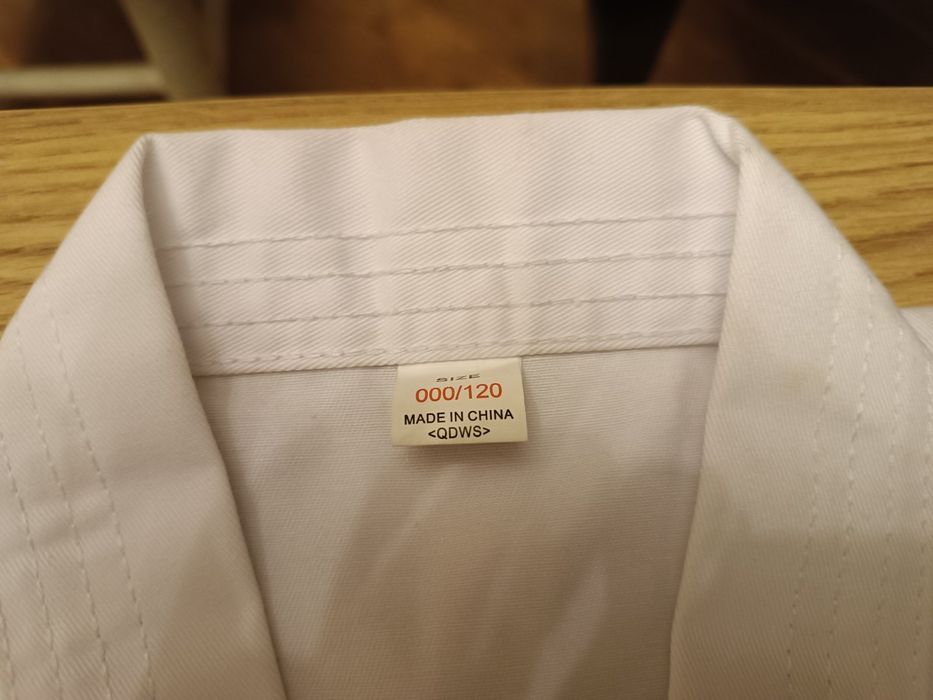 SIZE
000/120
MADE IN CHINA
<QDWS>